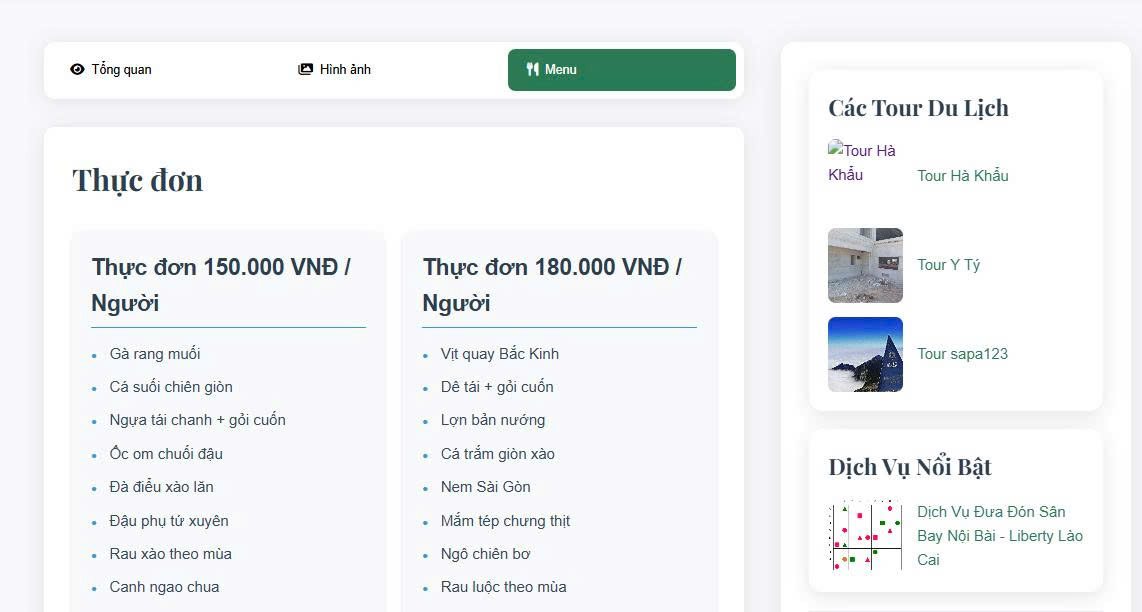 Tổng quan
Hình ảnh
Menu
Thực đơn
Thực đơn 150.000 VNĐ /
Người
Gà rang muối
Cá suối chiên giòn
Ngựa tái chanh + gỏi cuốn
Ốc om chuối đậu
Đà điểu xào lăn
Đậu phụ tứ xuyên
Rau xào theo mùa
Canh ngao chua
Thực đơn 180.000 VNĐ /
Người
Vịt quay Bắc Kinh
Dê tái + gỏi cuốn
Lợn bản nướng
Cá trắm giòn xào
Nem Sài Gòn
Mắm tép chưng thịt
Ngô chiên bơ
Rau luộc theo mùa
Các Tour Du Lịch
Tour Hà
Khẩu
Tour Hà Khẩu
Tour Y Tý
Tour sapa123
Dịch Vụ Nổi Bật
Dịch Vụ Đưa Đón Sân
Bay Nội Bài - Liberty Lào
Cai